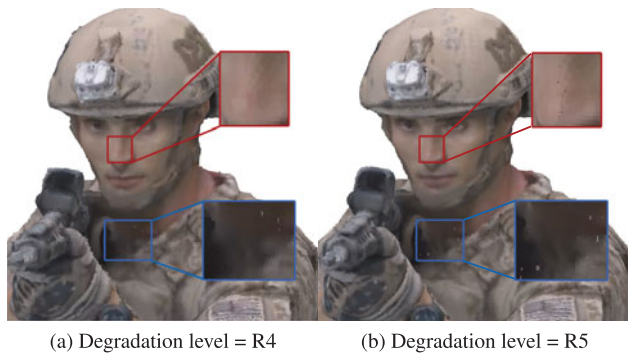 (a) Degradation level = R4
(b) Degradation level = R5